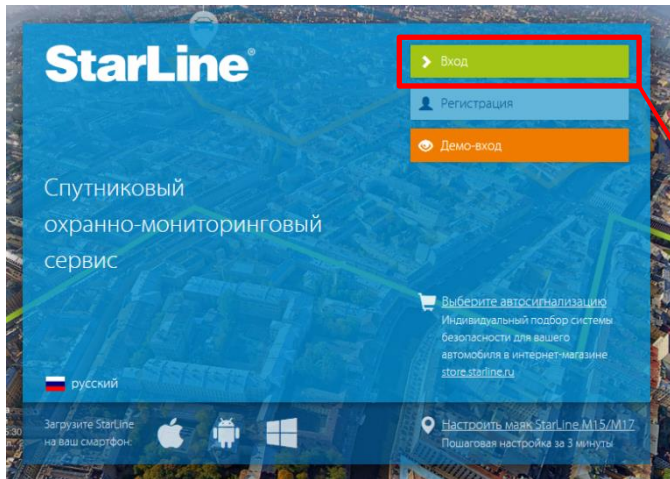 StarLine®
Вход
Регистрация
Демо-вход
Спутниковый
охранно-мониторинговый
сервис
Выберите автосигнализацию
Индивидуальный подбор системы
безопасности для вашего
автомобиля в интернет-магазине
store.starline.ru
русский
Загрузите StarLine
на ваш смартфон:
Настроить маяк StarLine M15/M17
Пошаговая настройка за 3 минуты